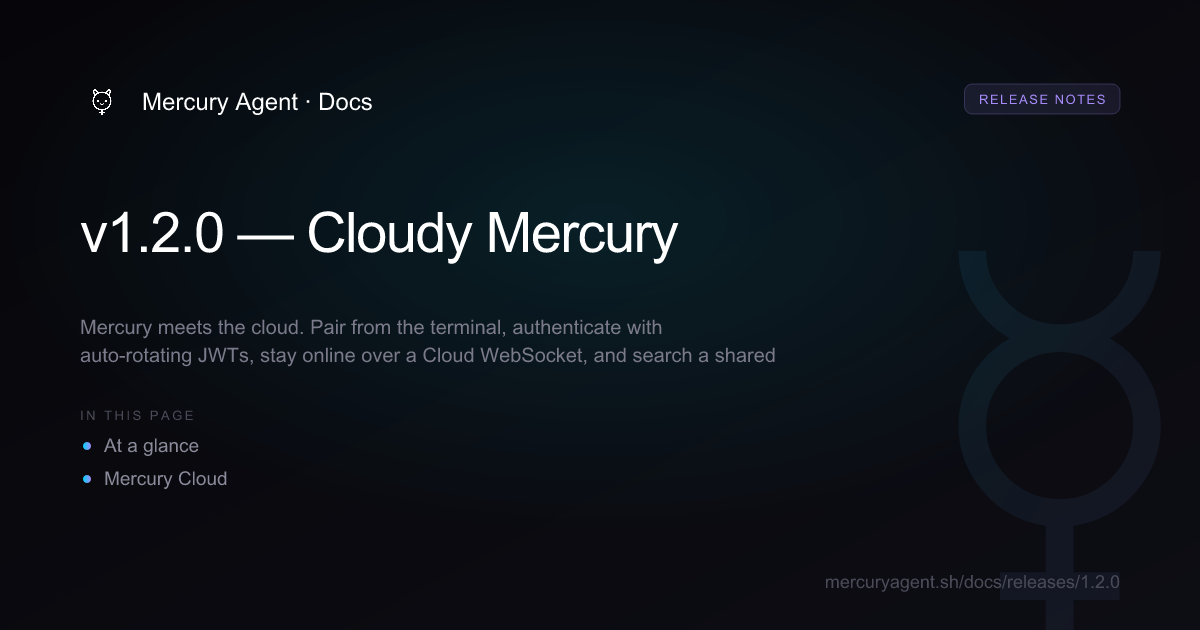 Mercury Agent · Docs
RELEASE NOTES
v1.2.0 — Cloudy Mercury
Mercury meets the cloud. Pair from the terminal, authenticate with
auto-rotating JWTs, stay online over a Cloud WebSocket, and search a shared
IN THIS PAGE
At a glance
Mercury Cloud
mercuryagent.sh/docs/releases/1.2.0